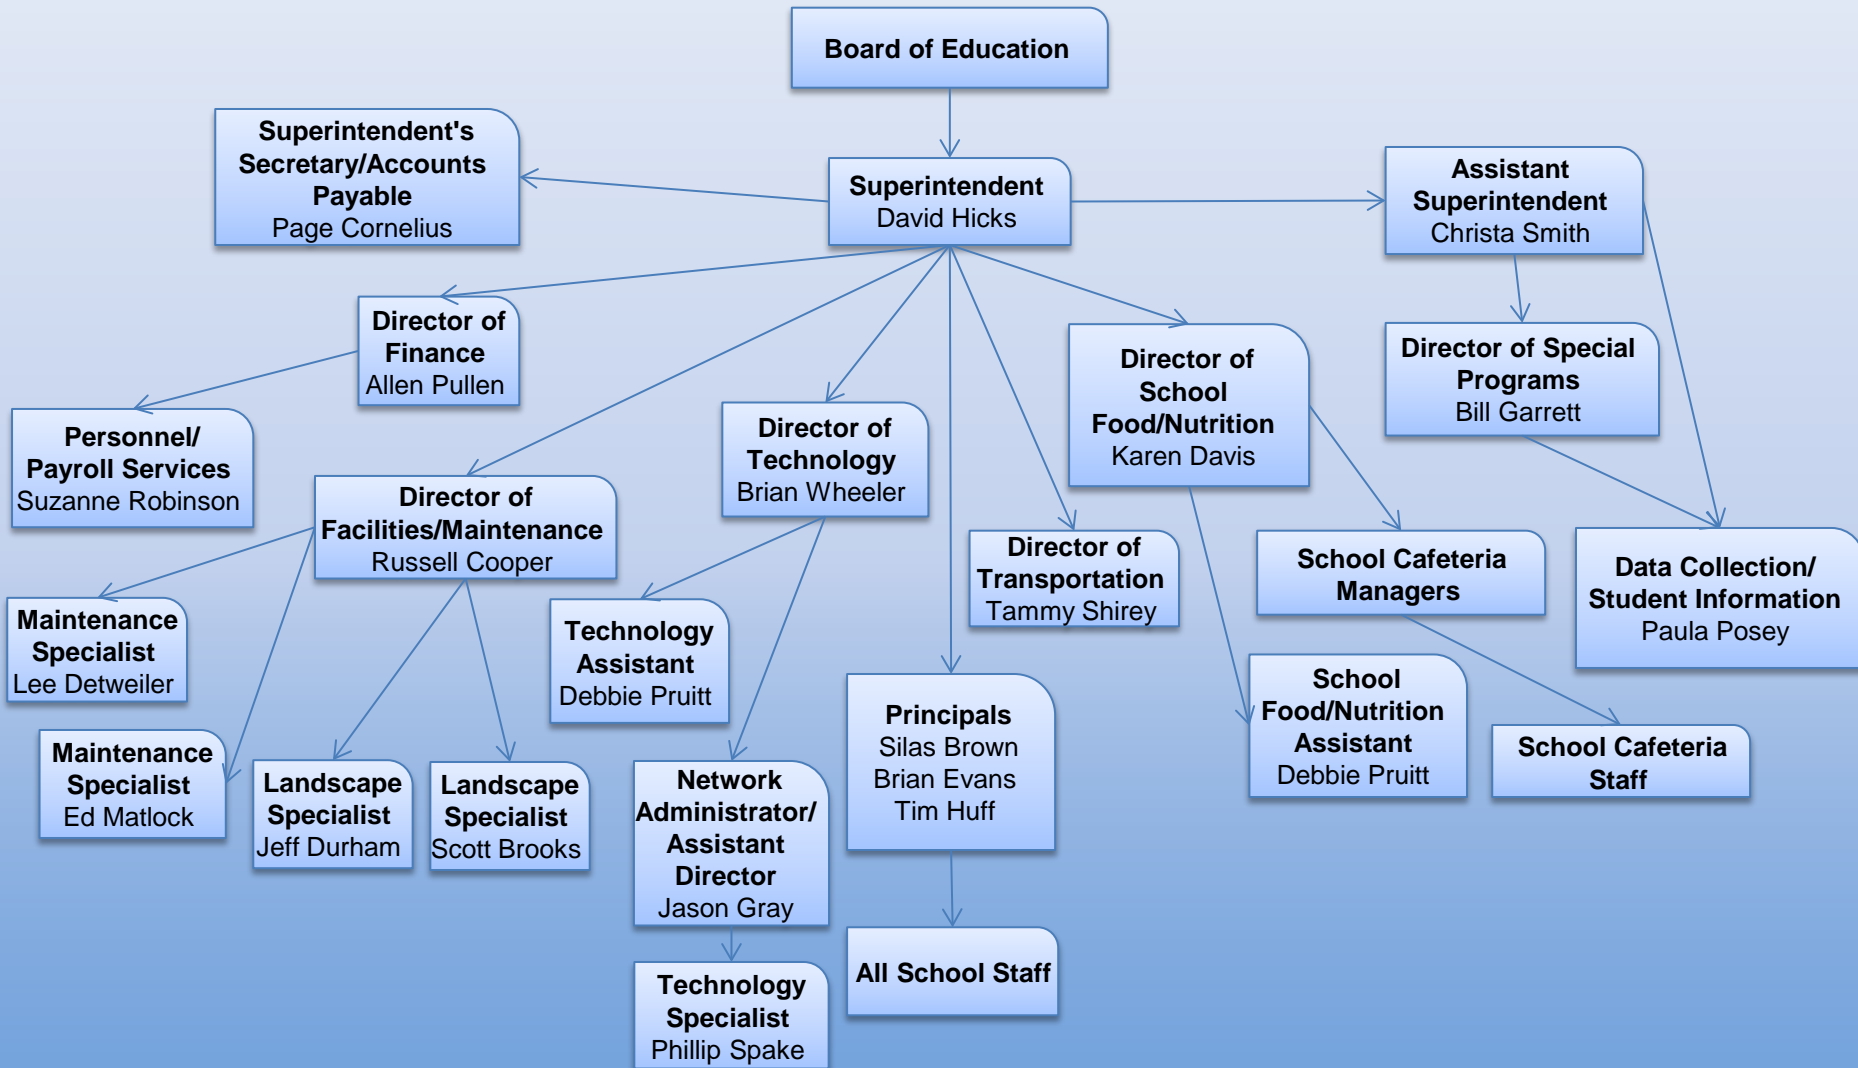 Board of Education
Superintendent's
Secretary/Accounts
Payable
Page Cornelius
Superintendent
David Hicks
Assistant
Superintendent
Christa Smith
Director of
Finance
Allen Pullen
Director of
School
Food/Nutrition
Karen Davis
Director of Special
Programs
Bill Garrett
Personnel/
Payroll Services
Suzanne Robinson
Director of
Technology
Brian Wheeler
Director of
Facilities/Maintenance
Russell Cooper
Director of
Transportation
Tammy Shirey
School Cafeteria
Managers
Data Collection/
Student Information
Paula Posey
Maintenance
Specialist
Lee Detweiler
Technology
Assistant
Debbie Pruitt
Principals
Silas Brown
Brian Evans
Tim Huff
School
Food/Nutrition
Assistant
Debbie Pruitt
School Cafeteria
Staff
Maintenance
Specialist
Ed Matlock
Landscape
Specialist
Jeff Durham
Landscape
Specialist
Scott Brooks
Network
Administrator/
Assistant
Director
Jason Gray
All School Staff
Technology
Specialist
Phillip Spake